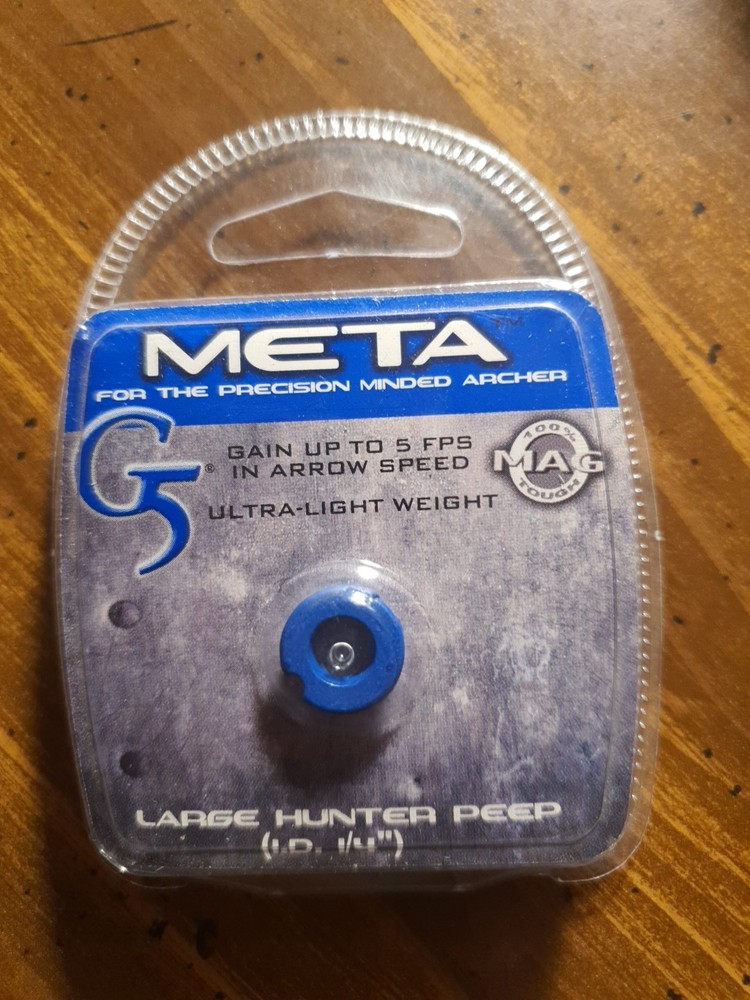 META™
FOR THE PRECISION MINDED ARCHER
G5®
GAIN UP TO 5 FPS
IN ARROW SPEED
100%
MAG
TOUGH
ULTRA-LIGHT WEIGHT
LARGE HUNTER PEEP
(I.D. 1/4")